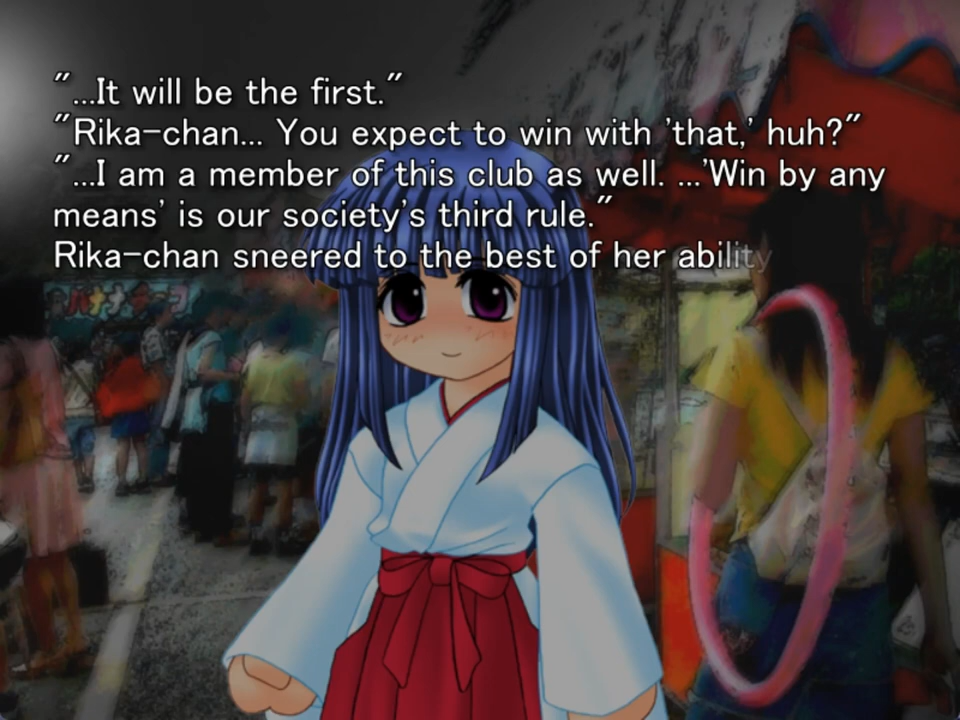 "...It will be the first."
"Rika-chan... You expect to win with 'that,' huh?"
"...I am a member of this club as well. ...'Win by any
means' is our society's third rule."
Rika-chan sneered to the best of her ability